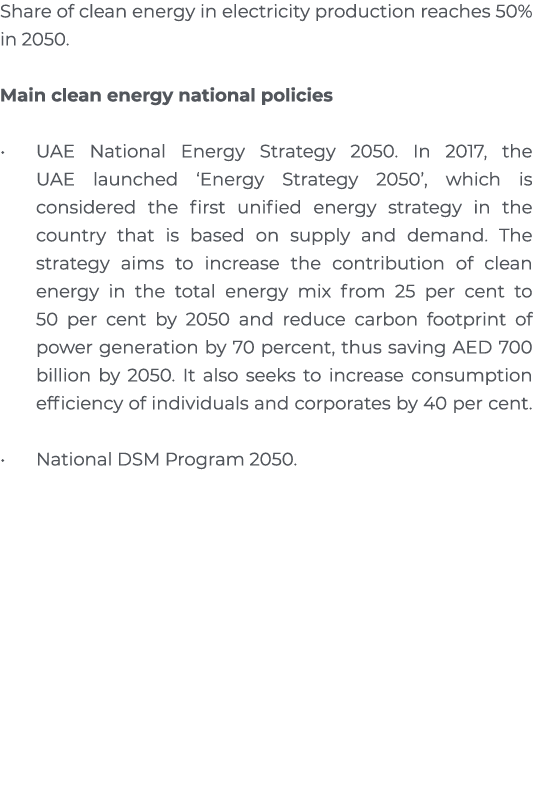 Share of clean energy in electricity production reaches 50%
in 2050.
Main clean energy national policies
• UAE National Energy Strategy 2050. In 2017, the
UAE launched ‘Energy Strategy 2050’, which is
considered the first unified energy strategy in the
country that is based on supply and demand. The
strategy aims to increase the contribution of clean
energy in the total energy mix from 25 per cent to
50 per cent by 2050 and reduce carbon footprint of
power generation by 70 percent, thus saving AED 700
billion by 2050. It also seeks to increase consumption
efficiency of individuals and corporates by 40 per cent.
• National DSM Program 2050.